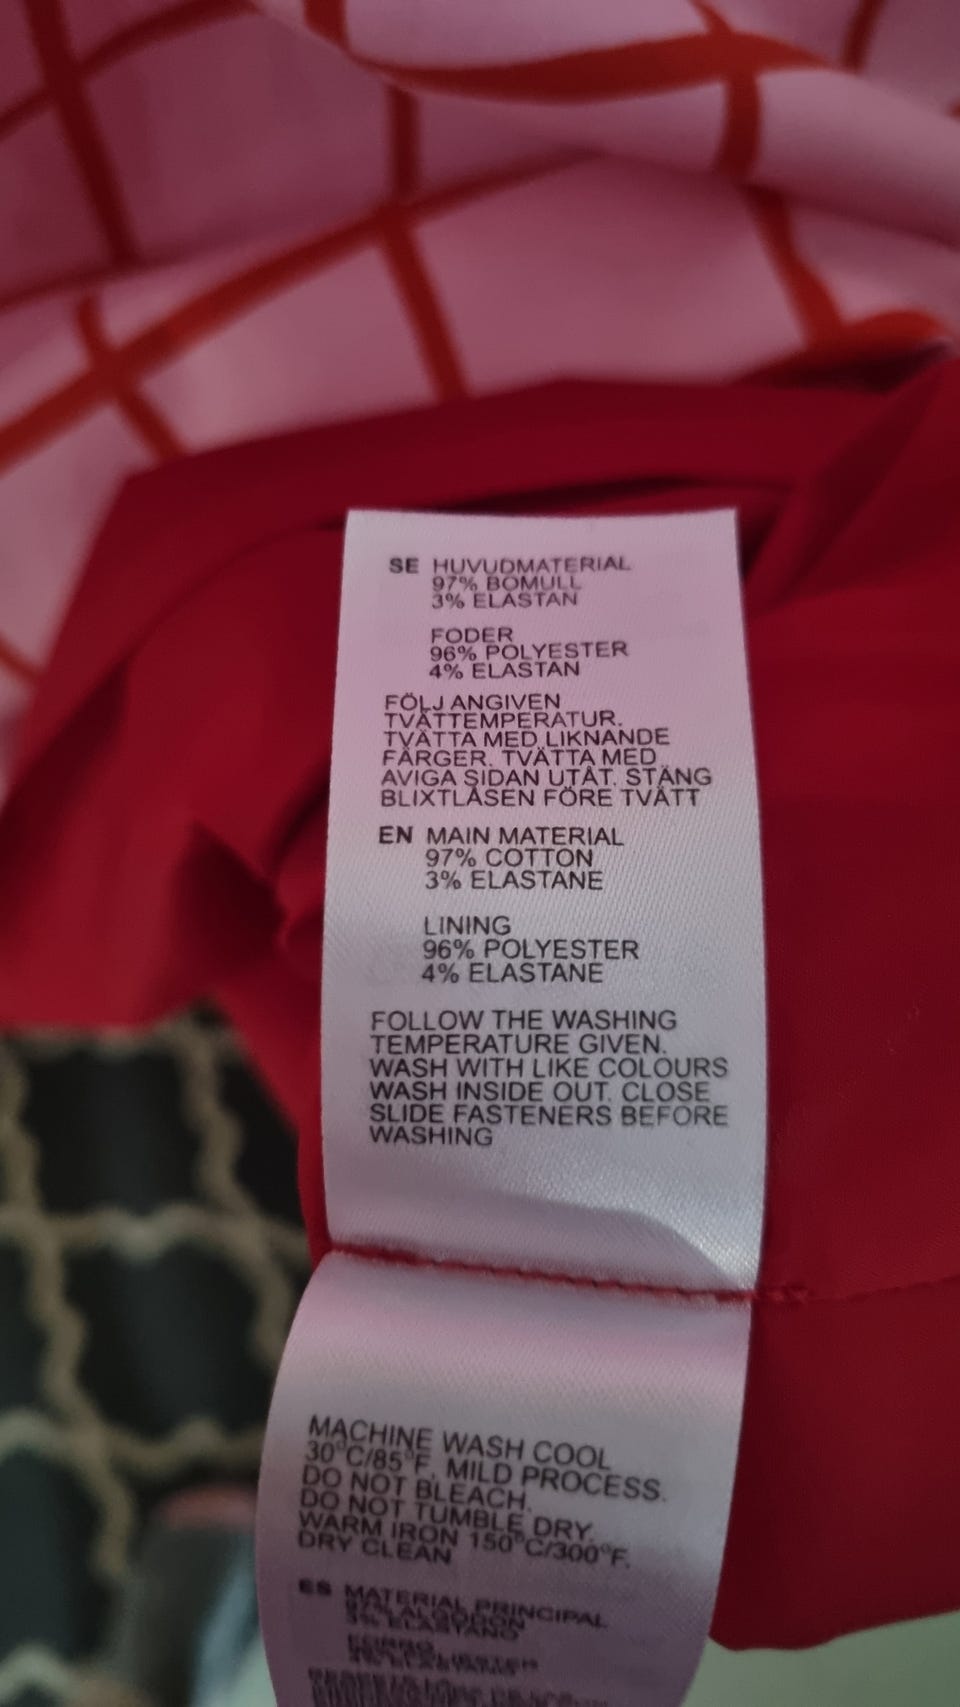 SE HUVUDMATERIAL
97% BOMULL
3% ELASTAN
FODER
96% POLYESTER
4% ELASTAN
FÖLJ ANGIVEN
TVÄTTEMPERATUR.
TVÄTTA MED LIKNANDE
FÄRGER. TVÄTTA MED
AVIGA SIDAN UTÅT. STÄNG
BLIXTLÅSEN FÖRE TVÄTT
EN MAIN MATERIAL
97% COTTON
3% ELASTANE
LINING
96% POLYESTER
4% ELASTANE
FOLLOW THE WASHING
TEMPERATURE GIVEN.
WASH WITH LIKE COLOURS
WASH INSIDE OUT. CLOSE
SLIDE FASTENERS BEFORE
WASHING
MACHINE WASH COOL
30°C/85°F. MILD PROCESS.
DO NOT BLEACH.
DO NOT TUMBLE DRY.
WARM IRON 150°C/300°F.
DRY CLEAN
ES MATERIAL PRINCIPAL
ALGODON
3% ELASTANO